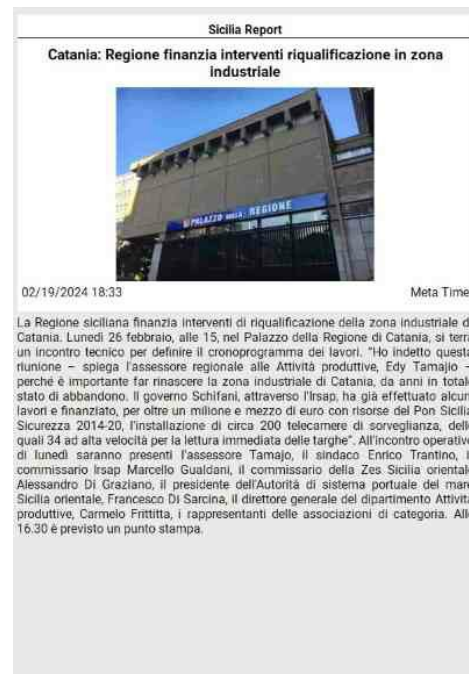 Sicilia Report
Catania: Regione finanzia interventi riqualificazione in zona
industriale
PALAZZO DELLA REGIONE
02/19/2024 18:33
Meta Time
La Regione siciliana finanzia interventi di riqualificazione della zona industriale d
Catania. Lunedì 26 febbraio, alle 15, nel Palazzo della Regione di Catania, si terr
un incontro tecnico per definire il cronoprogramma dei lavori. "Ho indetto quest
riunione – spiega l'assessore regionale alle Attività produttive, Edy Tamajio –
perché è importante far rinascere la zona industriale di Catania, da anni in total
stato di abbandono. Il governo Schifani, attraverso l'Irsap, ha già effettuato alcun
lavori e finanziato, per oltre un milione e mezzo di euro con risorse del Pon Sicili
Sicurezza 2014-20, l'installazione di circa 200 telecamere di sorveglianza, dell
quali 34 ad alta velocità per la lettura immediata delle targhe". All'incontro operativ
di lunedì saranno presenti l'assessore Tamajo, il sindaco Enrico Trantino, i
commissario Irsap Marcello Gualdani, il commissario della Zes Sicilia oriental
Alessandro Di Graziano, il presidente dell'Autorità di sistema portuale del mar
Sicilia orientale, Francesco Di Sarcina, il direttore generale del dipartimento Attivit
produttive, Carmelo Frittitta, i rappresentanti delle associazioni di categoria. All
16.30 è previsto un punto stampa.